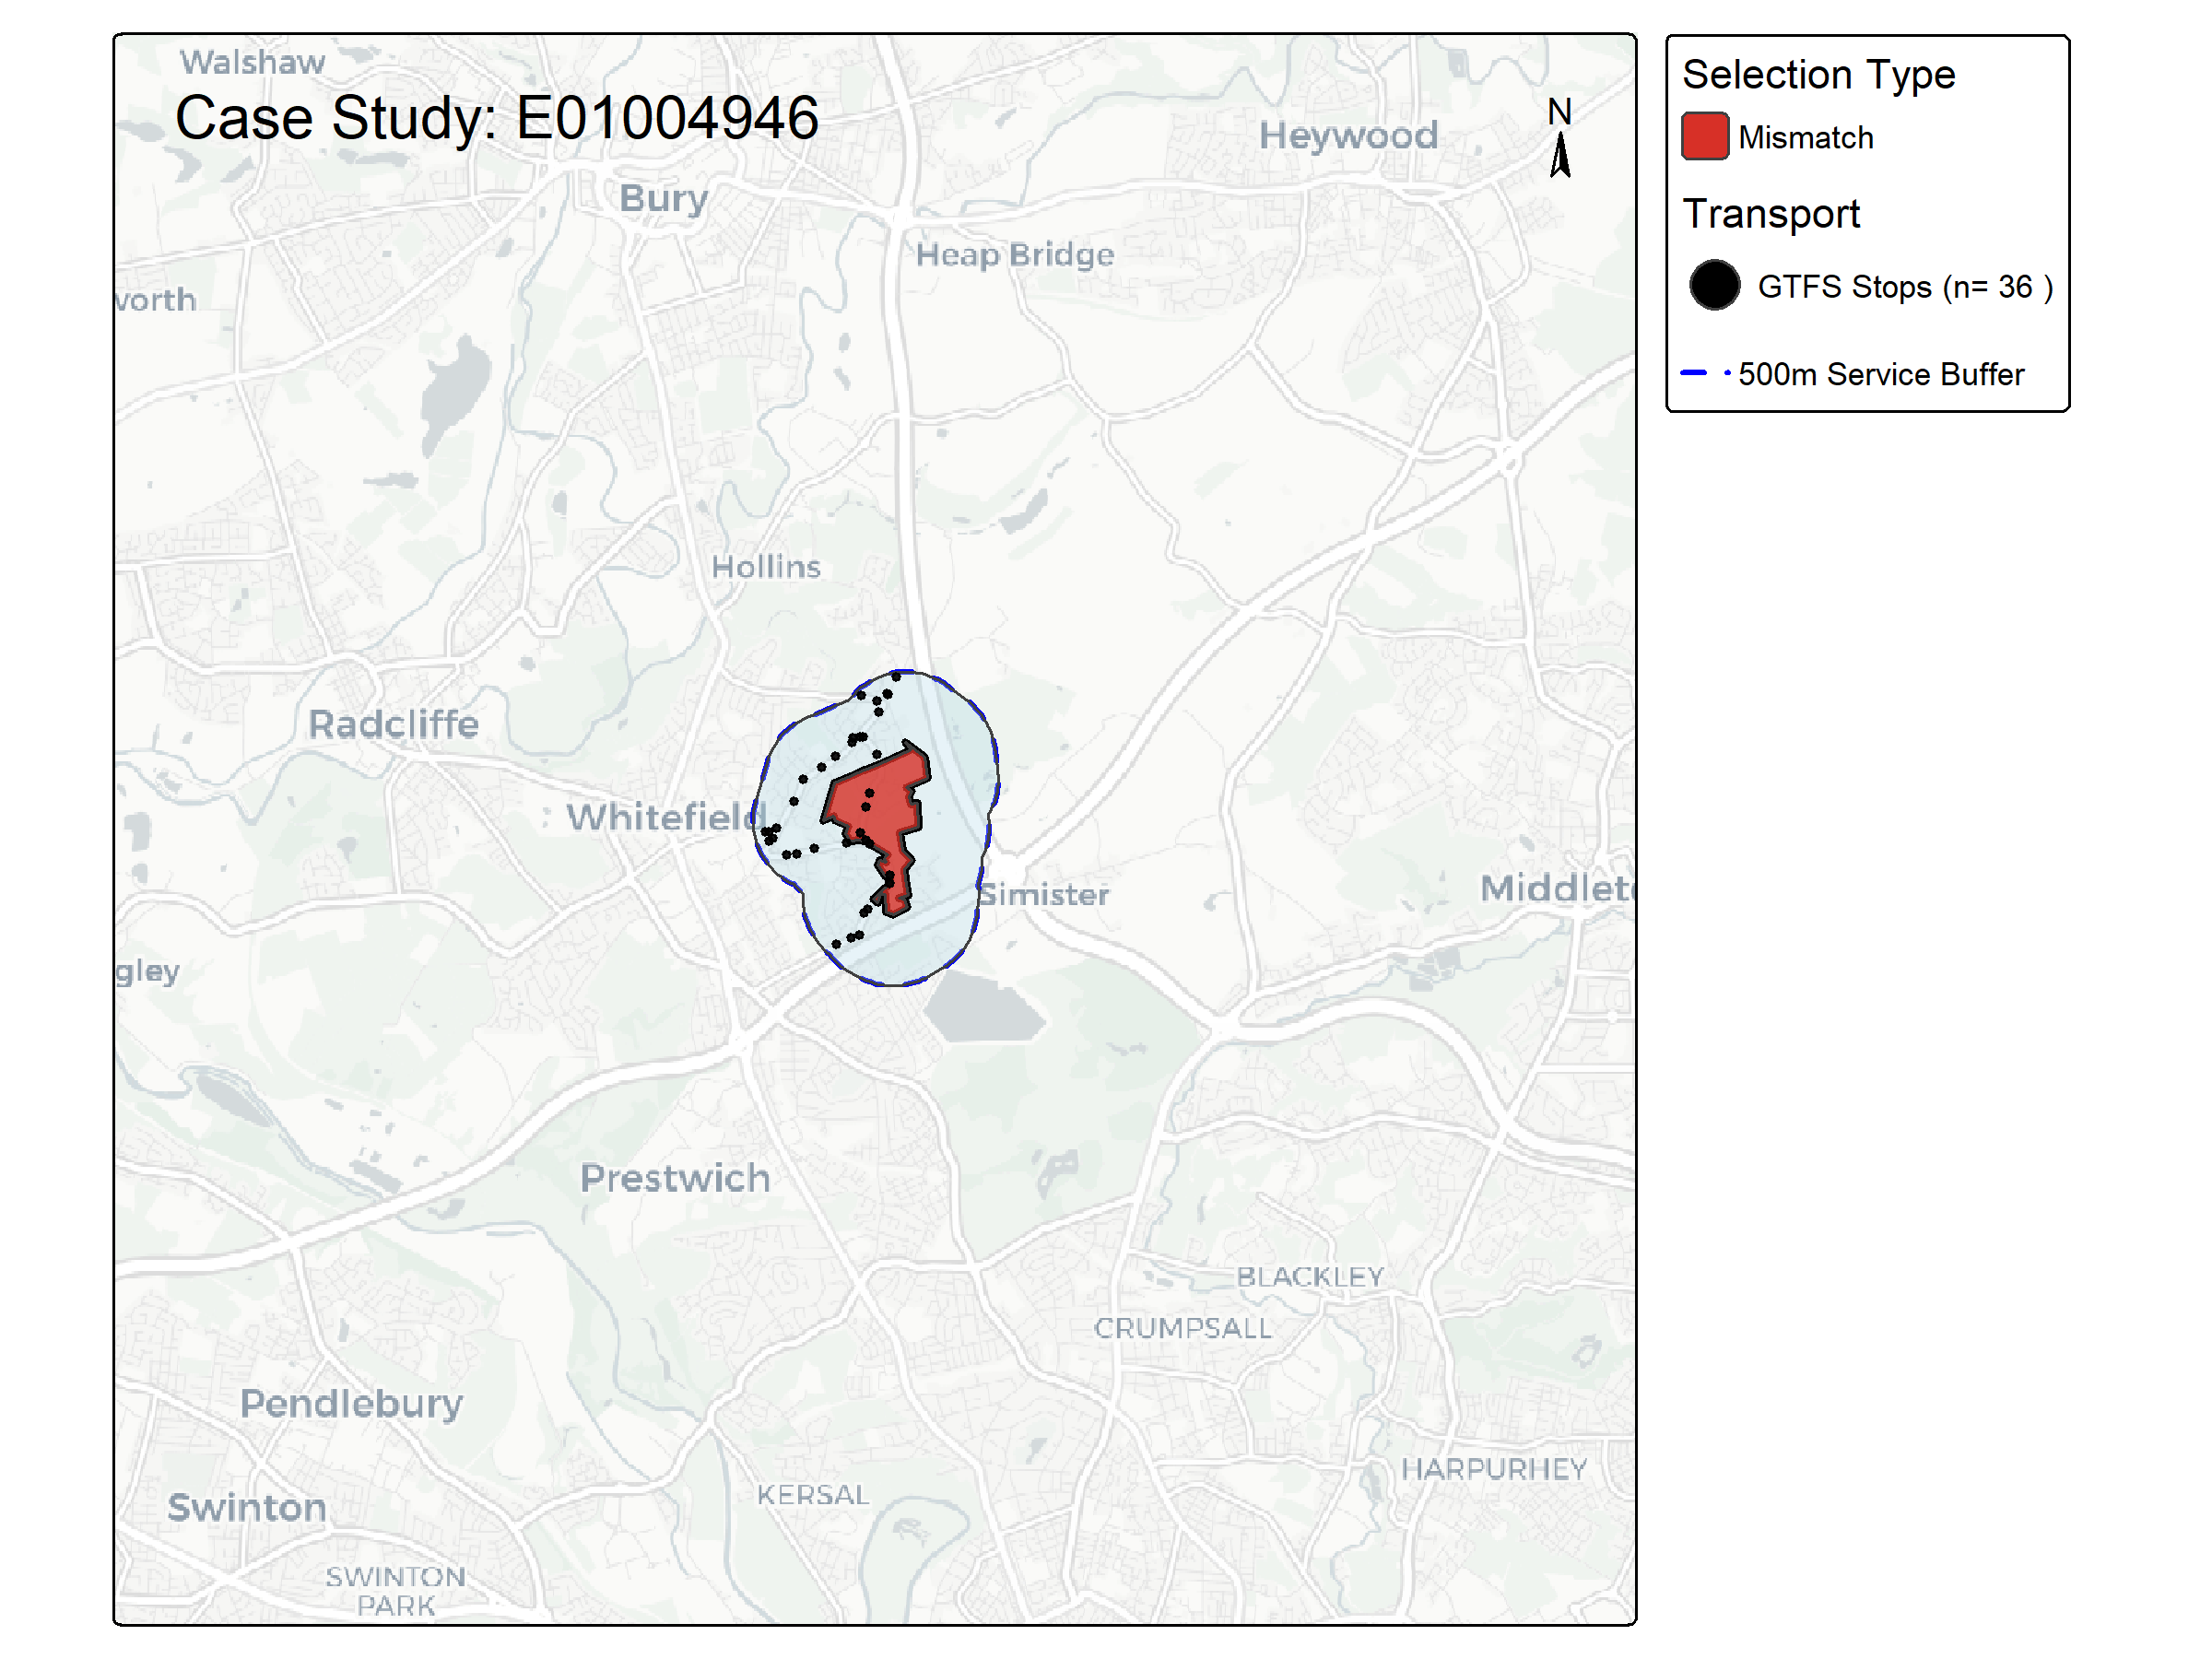 Walshaw
Case Study: E01004946
N
Heywood
Bury
Heap Bridge
vorth
Hollins
Radcliffe
Whitefield
Simister
Middlet
gley
Prestwich
BLACKLEY
CRUMPSALL
Pendlebury
HARPURHEY
KERSAL
Swinton
SWINTON
PARK
Selection Type
Mismatch
Transport
GTFS Stops (n= 36 )
500m Service Buffer